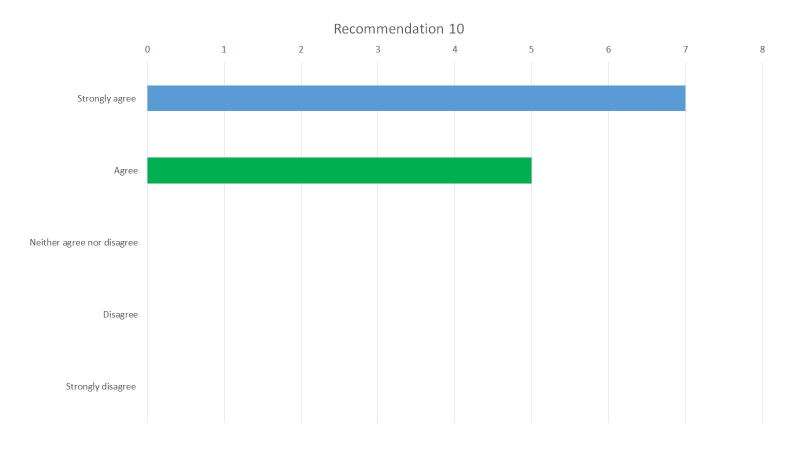 Recommendation 10
0 1 2 3 4 5 6 7 8
Strongly agree
Agree
Neither agree nor disagree
Disagree
Strongly disagree